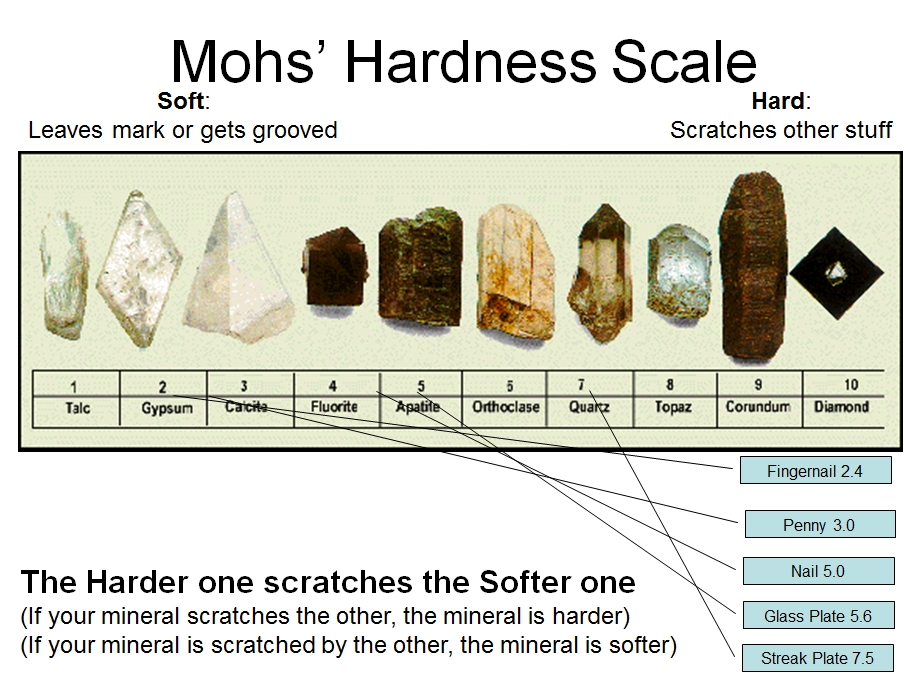 Mohs’ Hardness Scale
Soft:
Leaves mark or gets grooved
Hard:
Scratches other stuff
1 2 3 4 5 6 7 8 9 10
Talc Gypsum Calcite Fluorite Apatite Orthoclase Quartz Topaz Corundum Diamond
Fingernail 2.4
Penny 3.0
Nail 5.0
Glass Plate 5.6
Streak Plate 7.5
The Harder one scratches the Softer one
(If your mineral scratches the other, the mineral is harder)
(If your mineral is scratched by the other, the mineral is softer)